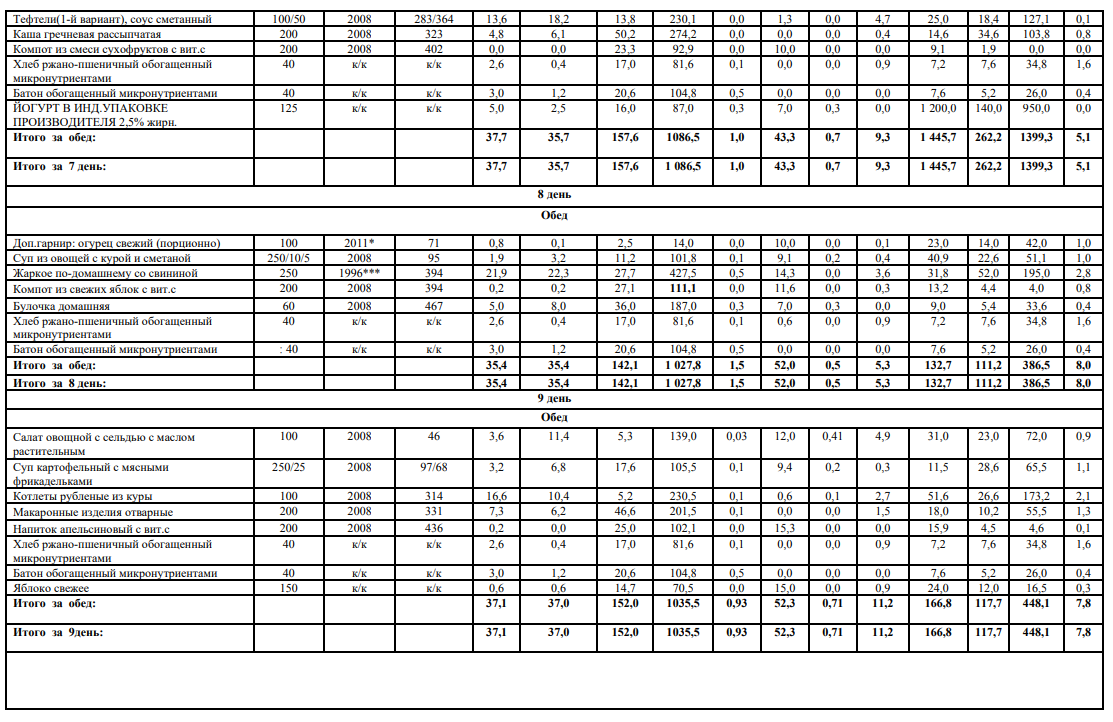 Тефтели(1-й вариант), соус сметанный 100/50 2008 283/364 13,6 18,2 13,8 230,1 0,0 1,3 0,0 4,7 25,0 18,4 127,1 0,1
Каша гречневая рассыпчатая 200 2008 323 4,8 6,1 50,2 274,2 0,0 0,0 0,0 0,4 14,6 34,6 103,8 0,8
Компот из смеси сухофруктов с вит.с 200 2008 402 0,0 0,0 23,3 92,9 0,0 10,0 0,0 0,0 9,1 1,9 0,0 0,0
Хлеб ржано-пшеничный обогащенный 40 к/к к/к 2,6 0,4 17,0 81,6 0,1 0,0 0,0 0,9 7,2 7,6 34,8 1,6
микронутриентами
Батон обогащенный микронутриентами 40 к/к к/к 3,0 1,2 20,6 104,8 0,5 0,0 0,0 0,0 7,6 5,2 26,0 0,4
ЙОГУРТ В ИНД.УПАКОВКЕ 125 к/к к/к 5,0 2,5 16,0 87,0 0,3 7,0 0,3 0,0 1 200,0 140,0 950,0 0,0
ПРОИЗВОДИТЕЛЯ 2,5% жирн.
Итого за обед: 37,7 35,7 157,6 1086,5 1,0 43,3 0,7 9,3 1 445,7 262,2 1399,3 5,1
Итого за 7 день: 37,7 35,7 157,6 1 086,5 1,0 43,3 0,7 9,3 1 445,7 262,2 1399,3 5,1
8 день
Обед
Доп.гарнир: огурец свежий (порционно) 100 2011* 71 0,8 0,1 2,5 14,0 0,0 10,0 0,0 0,1 23,0 14,0 42,0 1,0
Суп из овощей с курой и сметаной 250/10/5 2008 95 1,9 3,2 11,2 101,8 0,1 9,1 0,2 0,4 40,9 22,6 51,1 1,0
Жаркое по-домашнему со свининой 250 1996*** 394 21,9 22,3 27,7 427,5 0,5 14,3 0,0 3,6 31,8 52,0 195,0 2,8
Компот из свежих яблок с вит.с 200 2008 394 0,2 0,2 27,1 111,1 0,0 11,6 0,0 0,3 13,2 4,4 4,0 0,8
Булочка домашняя 60 2008 467 5,0 8,0 36,0 187,0 0,3 7,0 0,3 0,0 9,0 5,4 33,6 0,4
Хлеб ржано-пшеничный обогащенный 40 к/к к/к 2,6 0,4 17,0 81,6 0,1 0,6 0,0 0,9 7,2 7,6 34,8 1,6
микронутриентами
Батон обогащенный микронутриентами : 40 к/к к/к 3,0 1,2 20,6 104,8 0,5 0,0 0,0 0,0 7,6 5,2 26,0 0,4
Итого за обед: 35,4 35,4 142,1 1 027,8 1,5 52,0 0,5 5,3 132,7 111,2 386,5 8,0
Итого за 8 день: 35,4 35,4 142,1 1 027,8 1,5 52,0 0,5 5,3 132,7 111,2 386,5 8,0
9 день
Обед
Салат овощной с сельдью с маслом 100 2008 46 3,6 11,4 5,3 139,0 0,03 12,0 0,41 4,9 31,0 23,0 72,0 0,9
растительным
Суп картофельный с мясными 250/25 2008 97/68 3,2 6,8 17,6 105,5 0,1 9,4 0,2 0,3 11,5 28,6 65,5 1,1
фрикадельками
Котлеты рубленые из куры 100 2008 314 16,6 10,4 5,2 230,5 0,1 0,6 0,1 2,7 51,6 26,6 173,2 2,1
Макаронные изделия отварные 200 2008 331 7,3 6,2 46,6 201,5 0,1 0,0 0,0 1,5 18,0 10,2 55,5 1,3
Напиток апельсиновый с вит.с 200 2008 436 0,2 0,0 25,0 102,1 0,0 15,3 0,0 0,0 15,9 4,5 4,6 0,1
Хлеб ржано-пшеничный обогащенный 40 к/к к/к 2,6 0,4 17,0 81,6 0,1 0,0 0,0 0,9 7,2 7,6 34,8 1,6
микронутриентами
Батон обогащенный микронутриентами 40 к/к к/к 3,0 1,2 20,6 104,8 0,5 0,0 0,0 0,0 7,6 5,2 26,0 0,4
Яблоко свежее 150 к/к к/к 0,6 0,6 14,7 70,5 0,0 15,0 0,0 0,9 24,0 12,0 16,5 0,3
Итого за обед: 37,1 37,0 152,0 1035,5 0,93 52,3 0,71 11,2 166,8 117,7 448,1 7,8
Итого за 9день: 37,1 37,0 152,0 1035,5 0,93 52,3 0,71 11,2 166,8 117,7 448,1 7,8